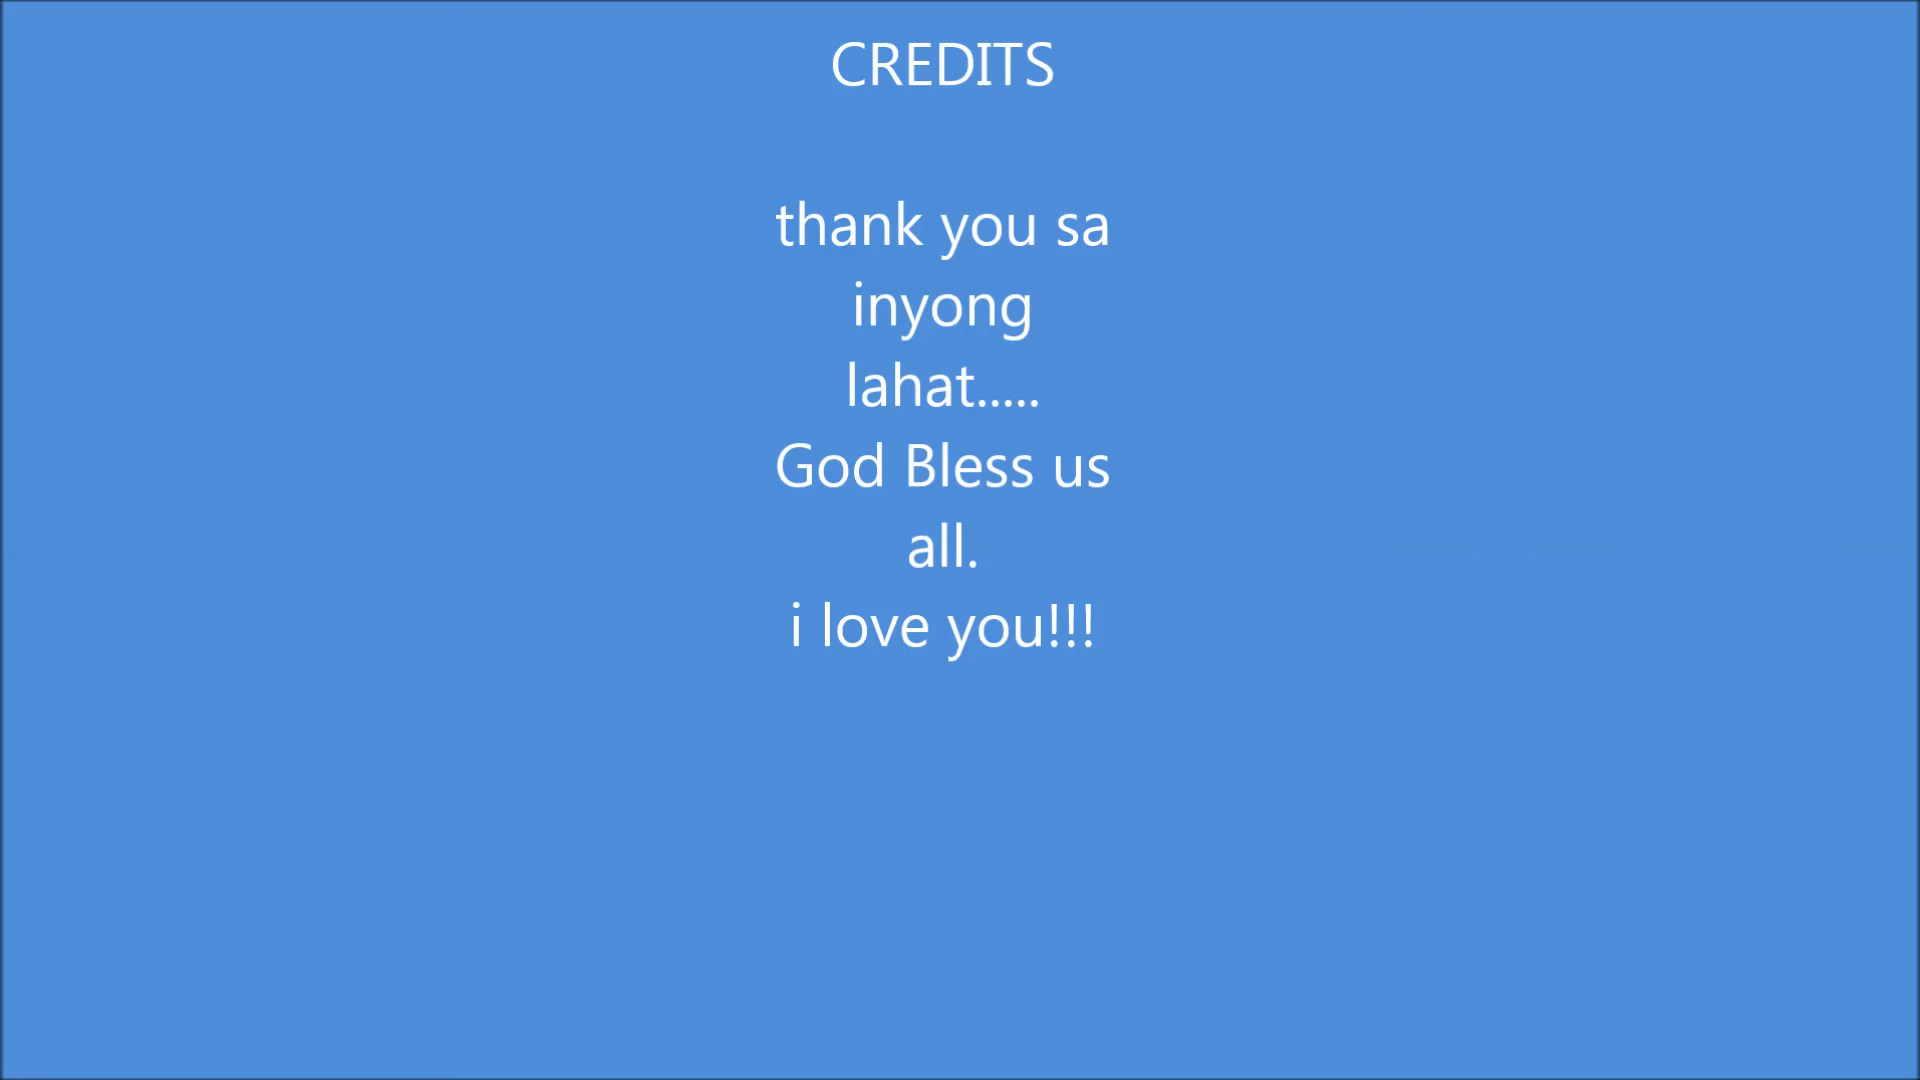 CREDITS
thank you sa
inyong
lahat.....
God Bless us
all.
i love you!!!